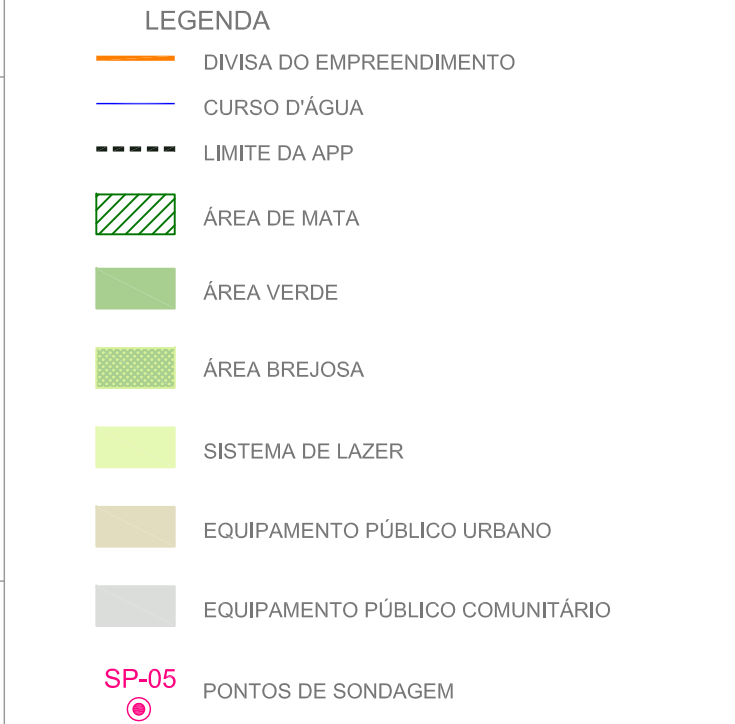 LEGENDA
DIVISA DO EMPREENDIMENTO
CURSO D'ÁGUA
LIMITE DA APP
ÁREA DE MATA
ÁREA VERDE
ÁREA BREJOSA
SISTEMA DE LAZER
EQUIPAMENTO PÚBLICO URBANO
EQUIPAMENTO PÚBLICO COMUNITÁRIO
SP-05
PONTOS DE SONDAGEM